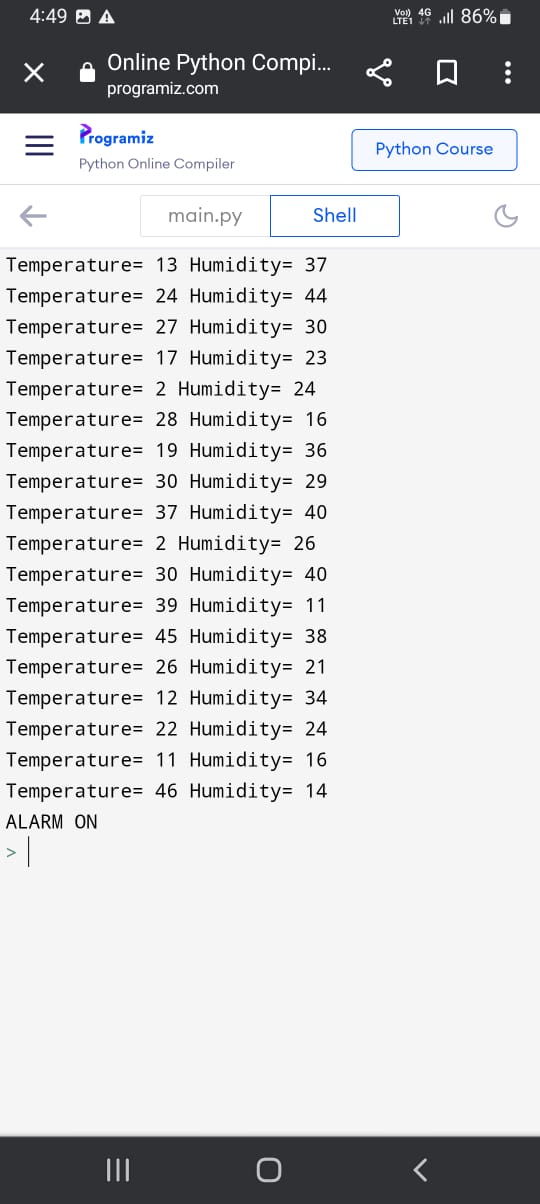 4:49 Vo)) LTE1 4G 86%
Online Python Compi...
programiz.com
Programiz
Python Online Compiler
Python Course
main.py Shell
Temperature= 13 Humidity= 37
Temperature= 24 Humidity= 44
Temperature= 27 Humidity= 30
Temperature= 17 Humidity= 23
Temperature= 2 Humidity= 24
Temperature= 28 Humidity= 16
Temperature= 19 Humidity= 36
Temperature= 30 Humidity= 29
Temperature= 37 Humidity= 40
Temperature= 2 Humidity= 26
Temperature= 30 Humidity= 40
Temperature= 39 Humidity= 11
Temperature= 45 Humidity= 38
Temperature= 26 Humidity= 21
Temperature= 12 Humidity= 34
Temperature= 22 Humidity= 24
Temperature= 11 Humidity= 16
Temperature= 46 Humidity= 14
ALARM ON
>